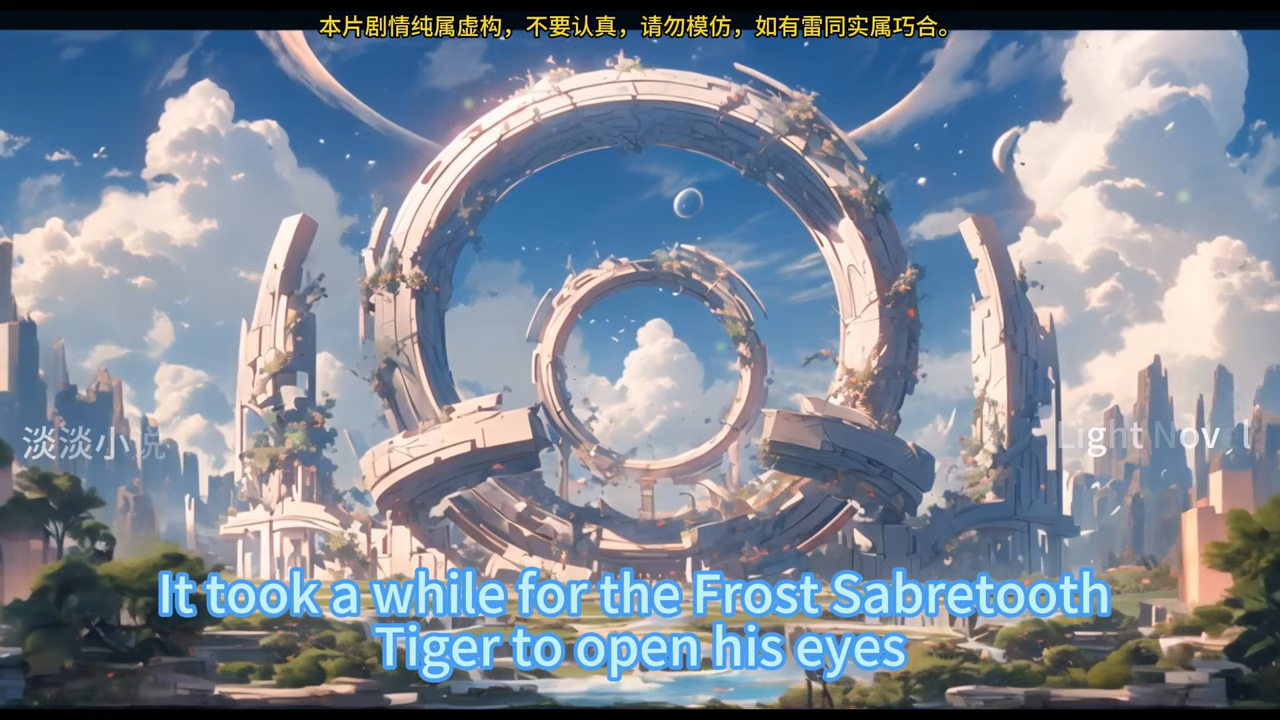 本片剧情纯属虚构，不要认真，请勿模仿，如有雷同实属巧合。
淡淡小说
Light Novel
It took a while for the Frost Sabretooth
Tiger to open his eyes